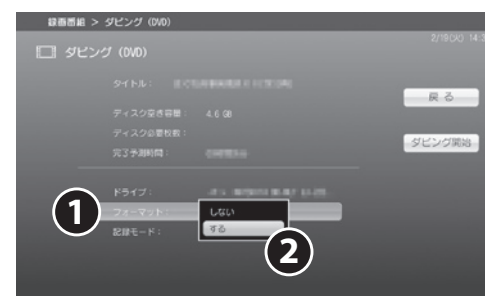 録画番組 > ダビング (DVD)
2/19(火) 14:3
ダビング (DVD)
タイトル :
戻る
ディスク空き容量 : 4.6 GB
ディスク必要枚数 :
ダビング開始
完了予測時間 :
ドライブ :
① フォーマット : しない
する ②
記録モード :